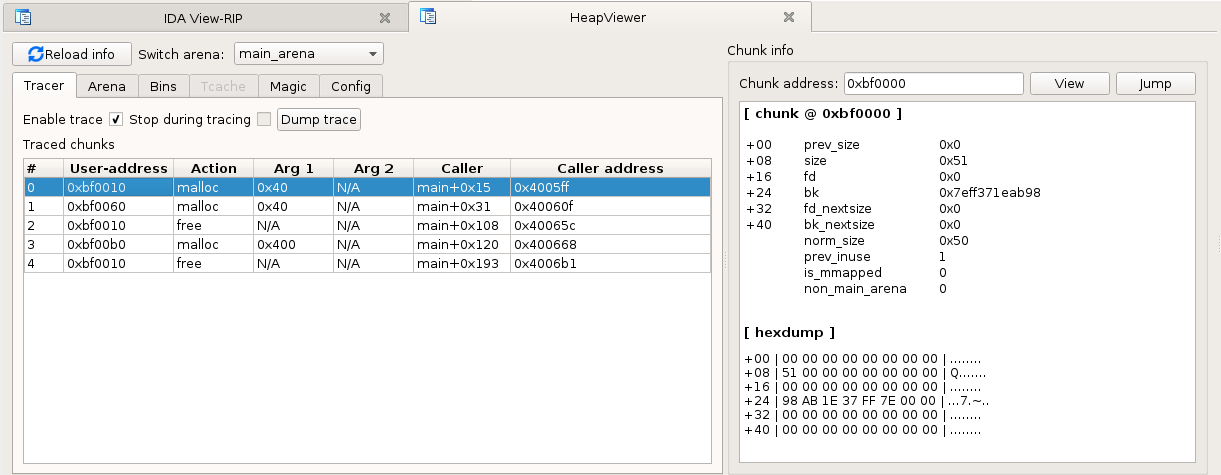 IDA View-RIP
HeapViewer
Reload info Switch arena: main_arena
Tracer Arena Bins Tcache Magic Config
Enable trace Stop during tracing Dump trace
Traced chunks
# User-address Action Arg 1 Arg 2 Caller Caller address
0 0xbf0010 malloc 0x40 N/A main+0x15 0x4005ff
1 0xbf0060 malloc 0x40 N/A main+0x31 0x40060f
2 0xbf0010 free N/A N/A main+0x108 0x40065c
3 0xbf00b0 malloc 0x400 N/A main+0x120 0x400668
4 0xbf0010 free N/A N/A main+0x193 0x4006b1
Chunk info
Chunk address: 0xbf0000 View Jump
[ chunk @ 0xbf0000 ]
+00 prev_size 0x0
+08 size 0x51
+16 fd 0x0
+24 bk 0x7eff371eab98
+32 fd_nextsize 0x0
+40 bk_nextsize 0x0
norm_size 0x50
prev_inuse 1
is_mmapped 0
non_main_arena 0
[ hexdump ]
+00 | 00 00 00 00 00 00 00 00 | ........
+08 | 51 00 00 00 00 00 00 00 | Q.......
+16 | 00 00 00 00 00 00 00 00 | ........
+24 | 98 AB 1E 37 FF 7E 00 00 | ...7.~..
+32 | 00 00 00 00 00 00 00 00 | ........
+40 | 00 00 00 00 00 00 00 00 | ........